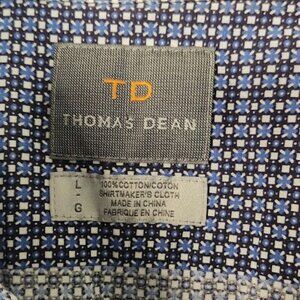 TD
THOMAS DEAN
L
-
G
100%COTTON/COTON
SHIRTMAKER'S CLOTH
MADE IN CHINA
FABRIQUE EN CHINE